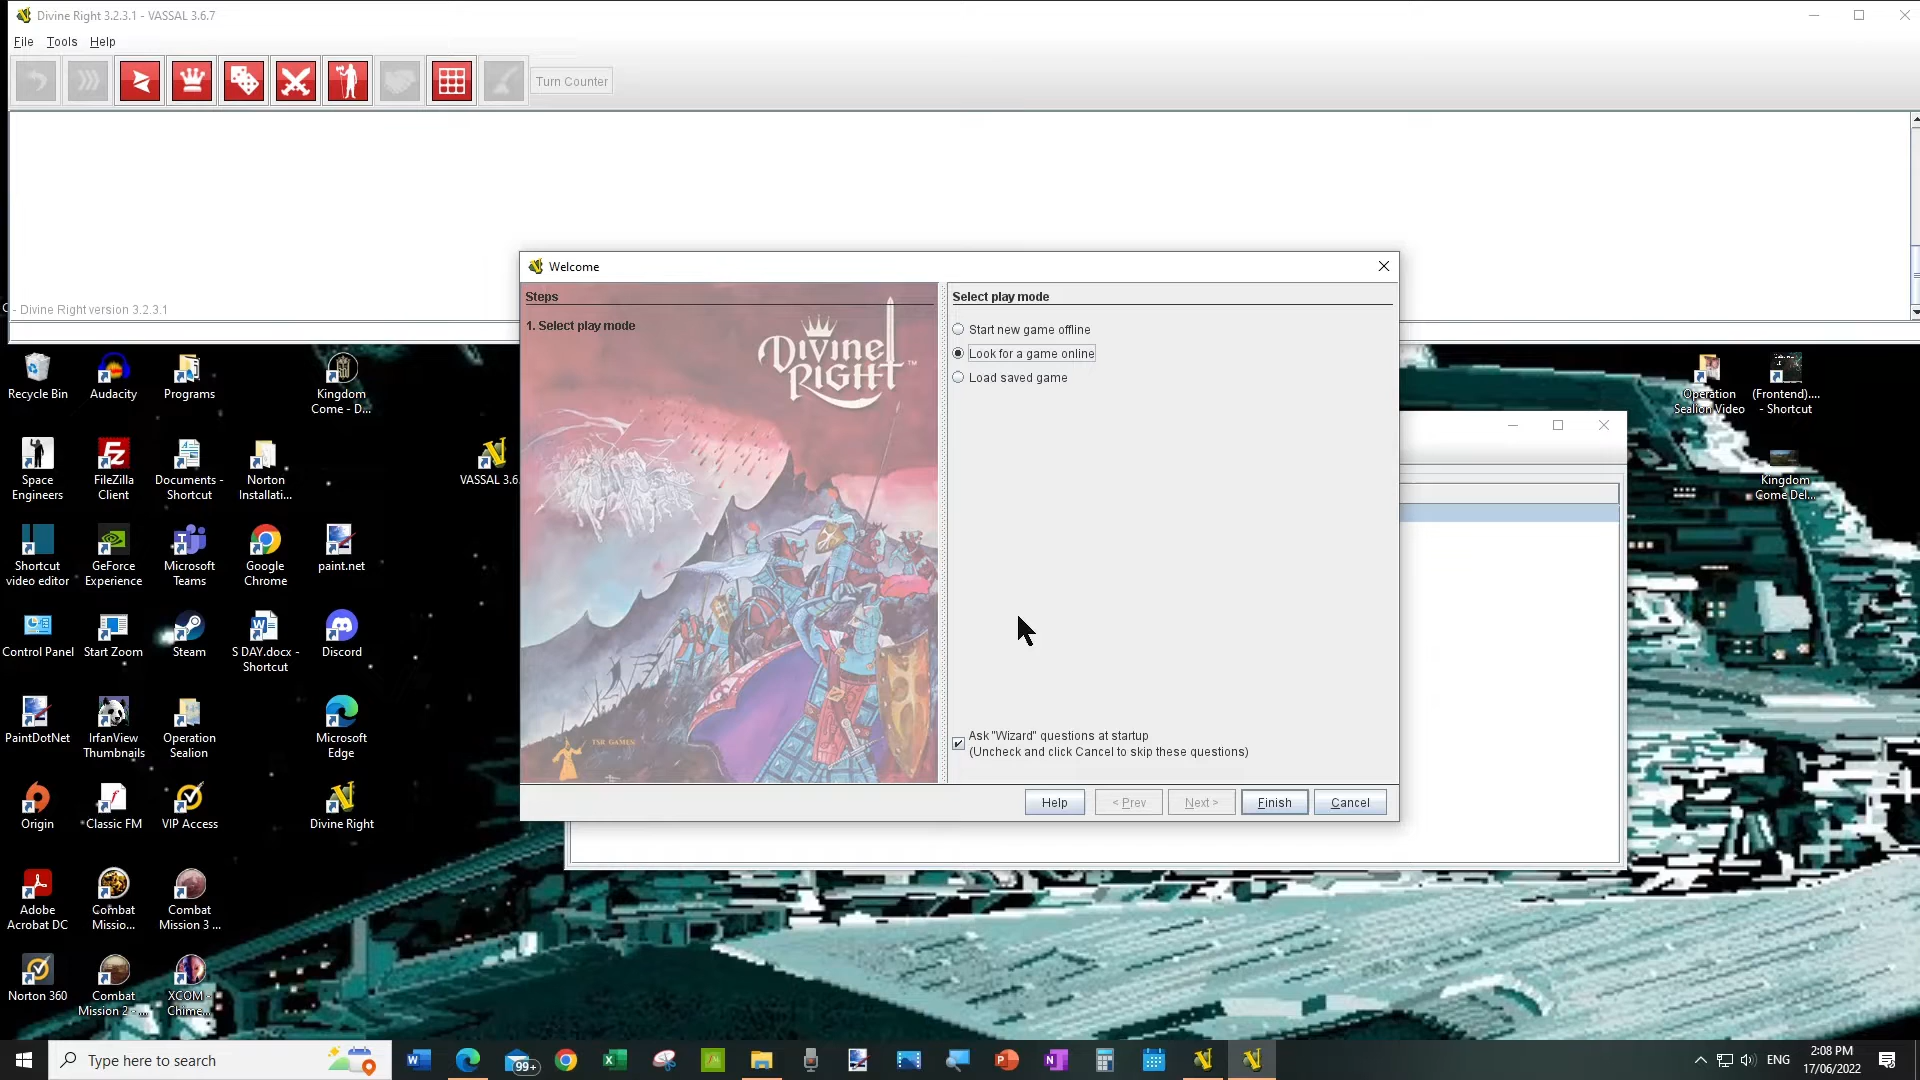 Divine Right 3.2.3.1 - VASSAL 3.6.7
File Tools Help
Turn Counter
- Divine Right version 3.2.3.1
Welcome
Steps
1. Select play mode
Divine
Right
TM
TSR GAMES
Select play mode
Start new game offline
Look for a game online
Load saved game
Ask "Wizard" questions at startup
(Uncheck and click Cancel to skip these questions)
Help
< Prev
Next >
Finish
Cancel
Recycle Bin
Audacity
Programs
Kingdom
Come - D...
Operation
Sealion Video
(Frontend)....
- Shortcut
Space
Engineers
FileZilla
Client
Documents -
Shortcut
Norton
Installati...
VASSAL 3.6.
Kingdom
Come Del...
Shortcut
video editor
GeForce
Experience
Microsoft
Teams
Google
Chrome
paint.net
Control Panel
Start Zoom
Steam
S DAY.docx -
Shortcut
Discord
PaintDotNet
IrfanView
Thumbnails
Operation
Sealion
Microsoft
Edge
Origin
Classic FM
VIP Access
Divine Right
Adobe
Acrobat DC
Combat
Missio...
Combat
Mission 3 ...
Norton 360
Combat
Mission 2 - ...
XCOM -
Chime...
Type here to search
99+
ENG
2:08 PM
17/06/2022